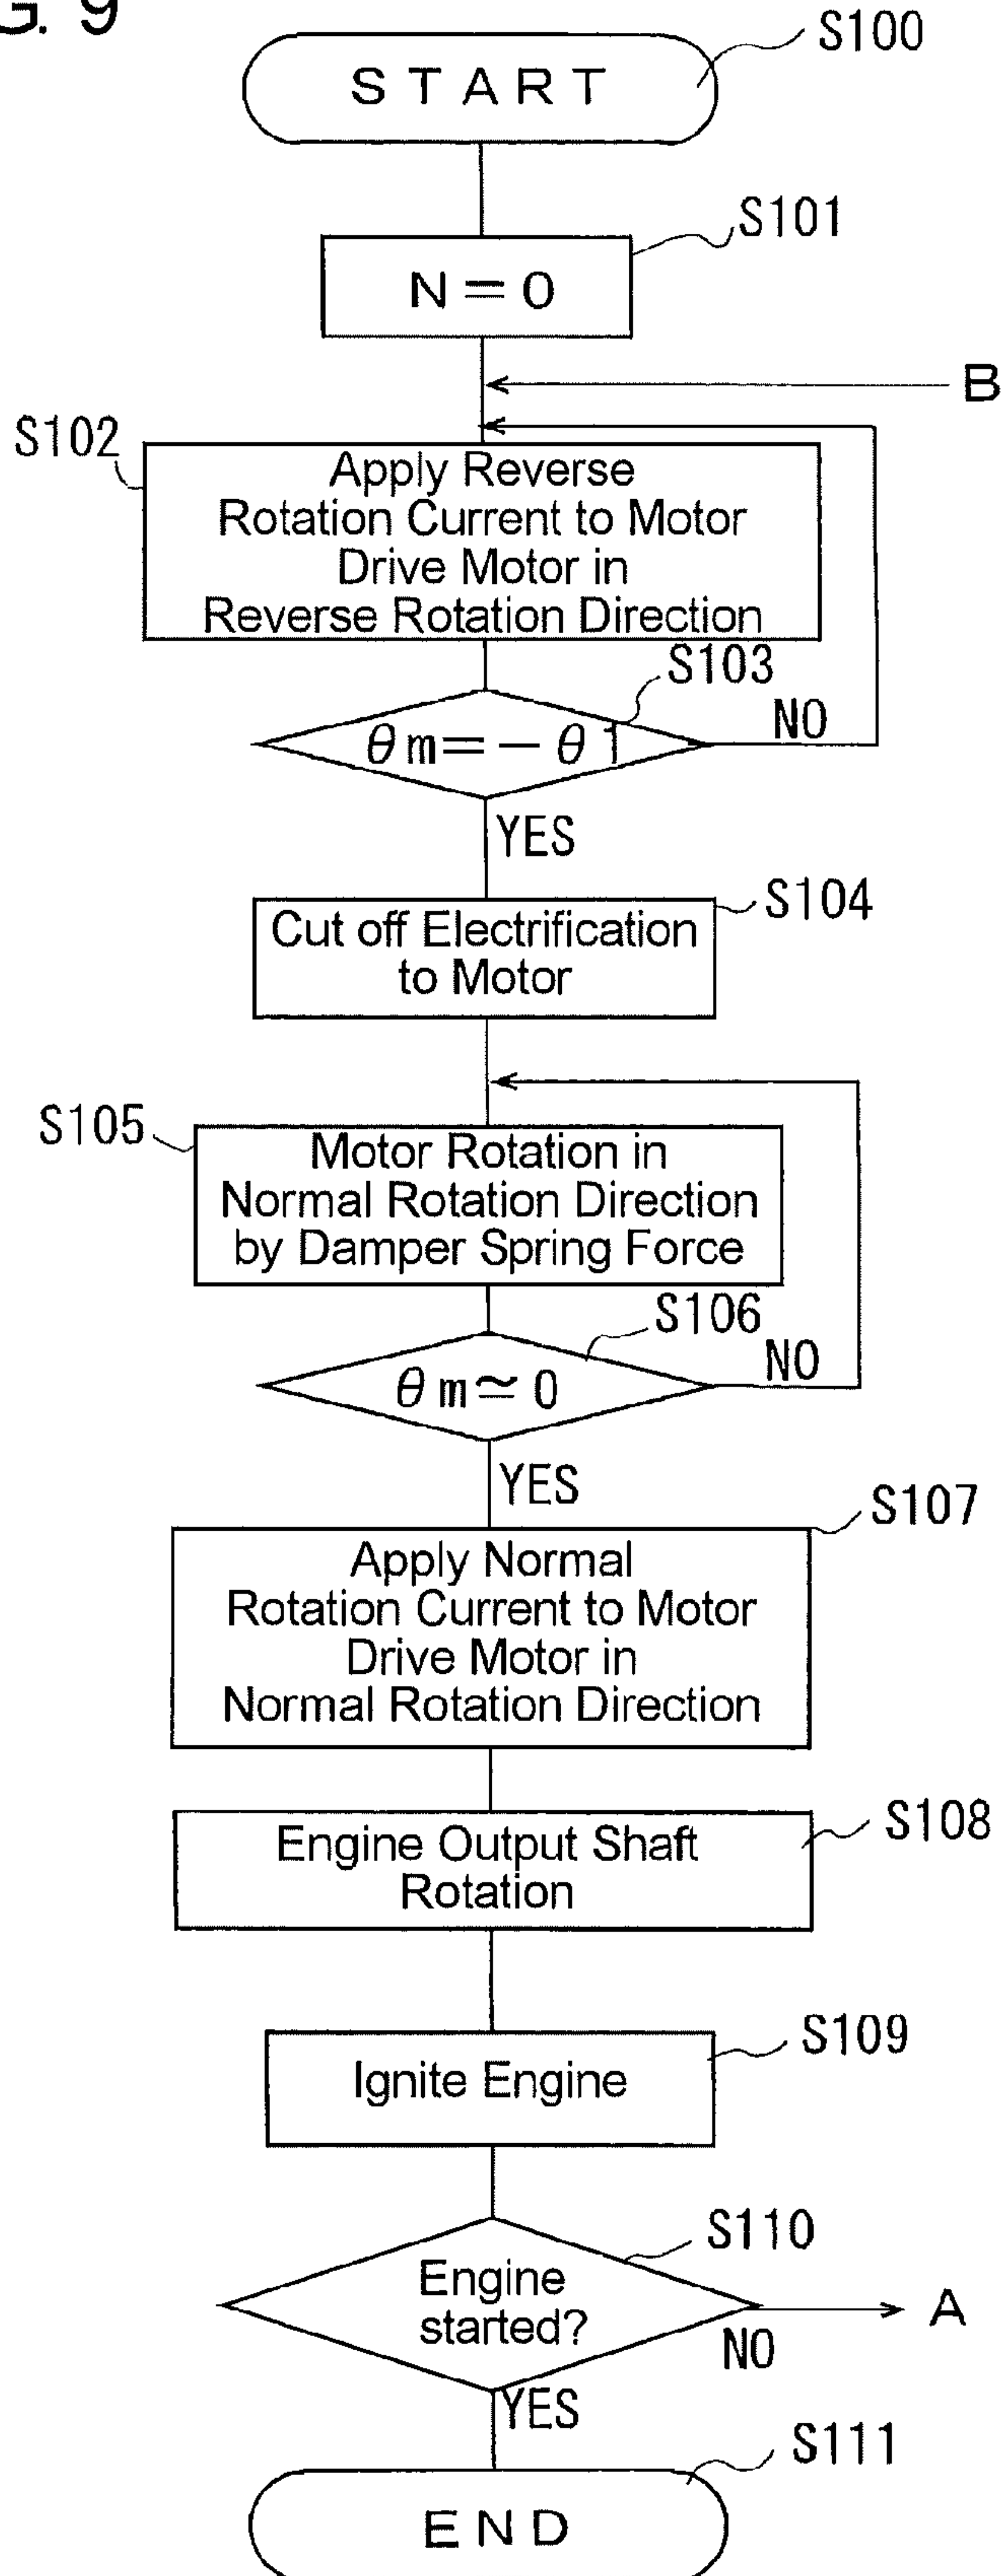 G. 9
START
S100
S101
N=0
B
S102
Apply Reverse
Rotation Current to Motor
Drive Motor in
Reverse Rotation Direction
S103
θm=-θ1
NO
YES
S104
Cut off Electrification
to Motor
S105
Motor Rotation in
Normal Rotation Direction
by Damper Spring Force
S106
θm≃0
NO
YES
S107
Apply Normal
Rotation Current to Motor
Drive Motor in
Normal Rotation Direction
S108
Engine Output Shaft
Rotation
S109
Ignite Engine
S110
Engine
started?
A
NO
YES
S111
END